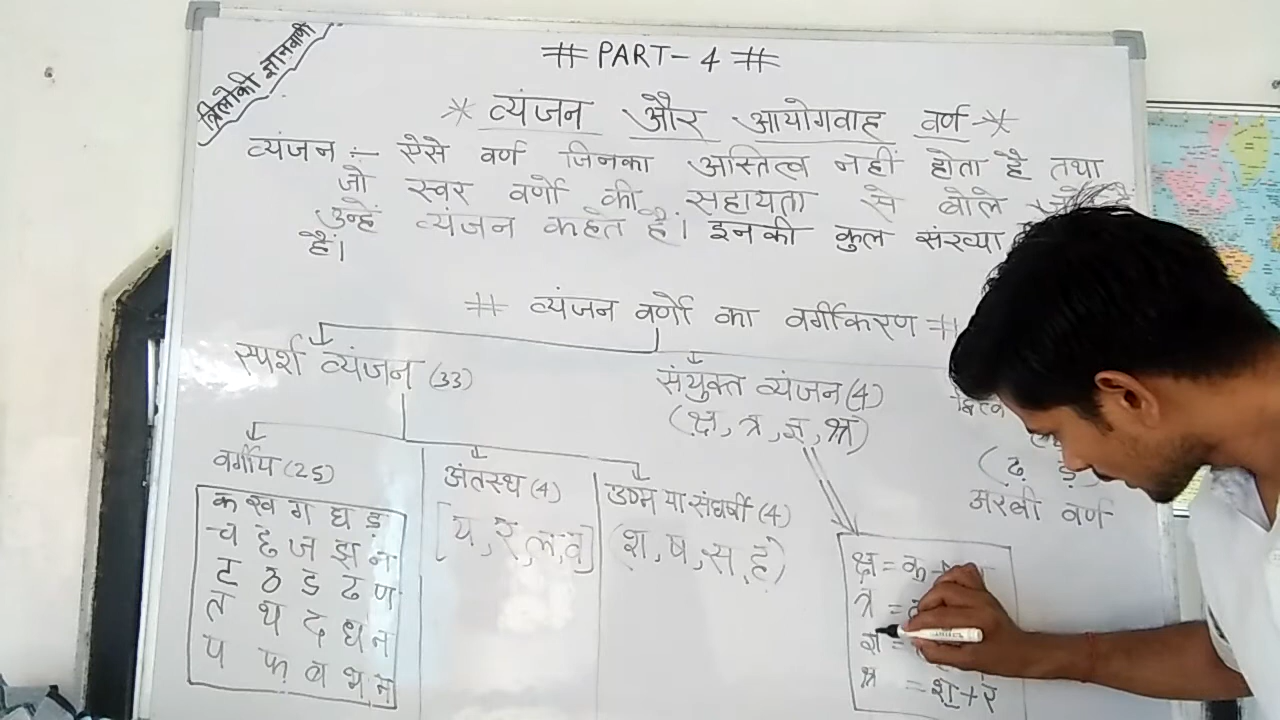 त्रिलोकी ज्ञानवाणी
# PART - 4 #
* व्यंजन और आयोगवाह वर्ण *
व्यंजन :- ऐसे वर्ण जिनका अस्तित्व नहीं होता है तथा
जो स्वर वर्णो की सहायता से बोले
उन्हें व्यंजन कहते है। इनकी कुल संख्या
हैं।
# व्यंजन वर्णो का वर्गीकरण #
स्पर्श व्यंजन (33)
संयुक्त व्यंजन (4)
(क्ष, त्र, ज्ञ, श्र)
(ढ़ ड़
अरबी वर्ण
वर्गीय (25)
क ख ग घ ङ
च छ ज झ न
ट ठ ड ढ ण
त थ द ध न
प फ ब भ न
अंतस्थ (4)
[य, र, ल, व]
उष्म या संघर्षी (4)
(श, ष, स, ह)
क्ष = क
त्र =
ज्ञ =
श्र = श् + र